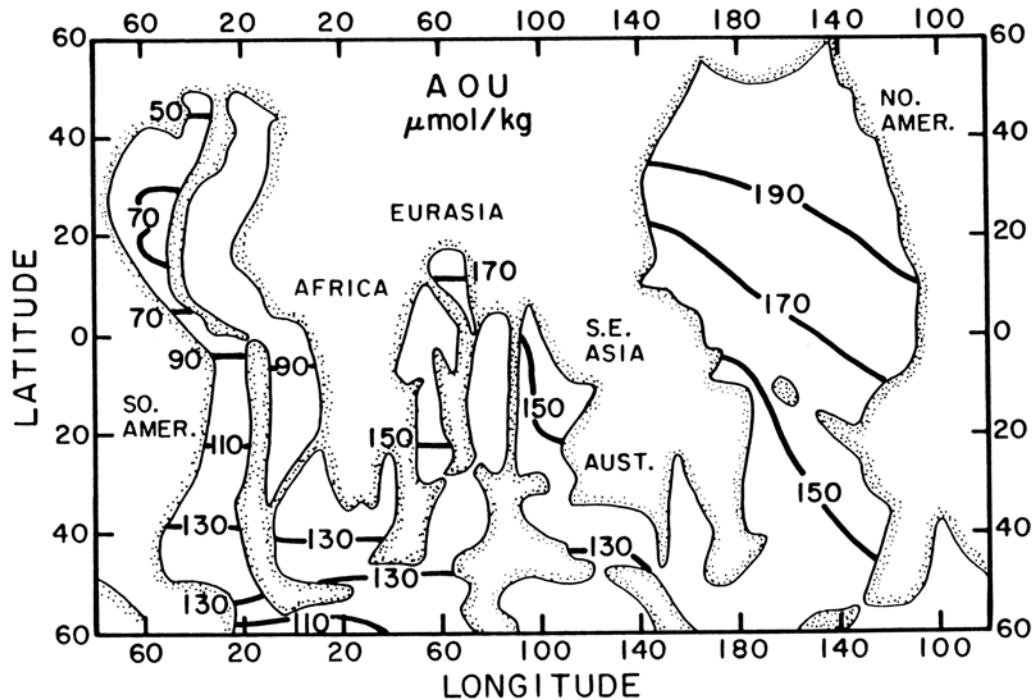 60 20 20 60 100 140 180 140 100
60 60
AOU
μmol/kg
NO.
AMER.
50
40 40
190
70
EURASIA
20 20
170
AFRICA
170
70
S.E.
ASIA
0 0
90 90
150
SO.
AMER.
110 150
20 20
AUST.
150
130 130 130
40 40
130
130
110
60 60
60 20 20 60 100 140 180 140 100
LATITUDE
LONGITUDE